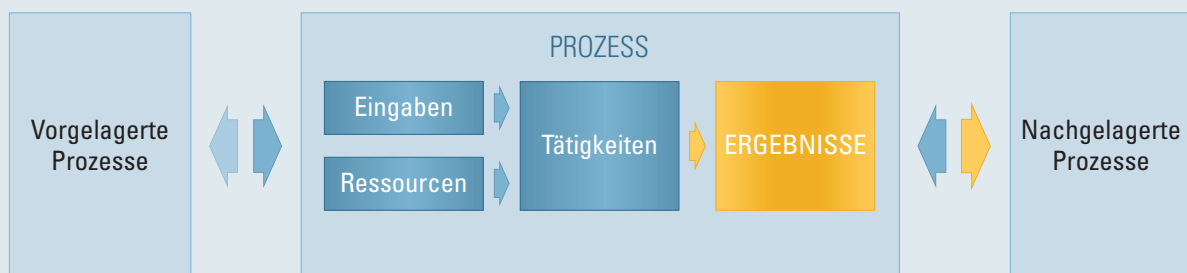 Vorgelagerte
Prozesse
PROZESS
Eingaben
Ressourcen
Tätigkeiten
ERGEBNISSE
Nachgelagerte
Prozesse